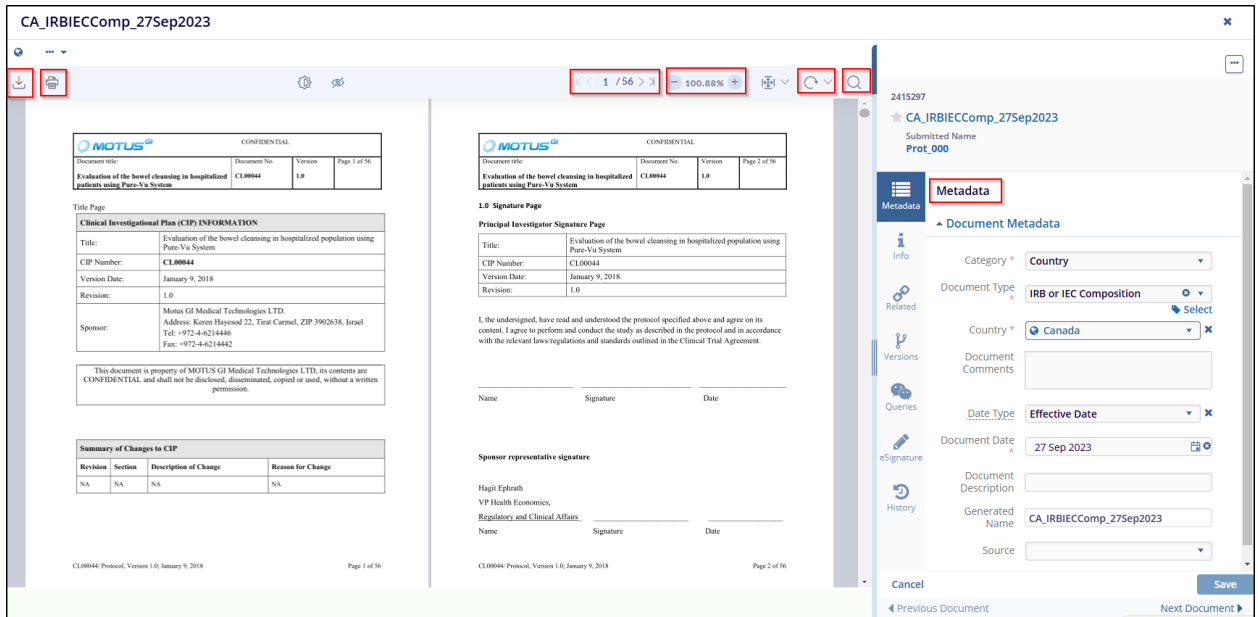 CA_IRBIECComp_27Sep2023
1 /56
100.88%
MOTUS GI
CONFIDENTIAL
Document title:
Document No.
Version
Page 1 of 56
Evaluation of the bowel cleansing in hospitalized
patients using Pure-Vu System
CL00044
1.0
Title Page
Clinical Investigational Plan (CIP) INFORMATION
Title:
Evaluation of the bowel cleansing in hospitalized population using
Pure-Vu System
CIP Number:
CL00044
Version Date:
January 9, 2018
Revision:
1.0
Sponsor:
Motus GI Medical Technologies LTD.
Address: Keren Hayesod 22, Tirat Carmel, ZIP 3902638, Israel
Tel: +972-4-6214446
Fax: +972-4-6214442
This document is property of MOTUS GI Medical Technologies LTD, its contents are
CONFIDENTIAL and shall not be disclosed, disseminated, copied or used, without a written
permission.
Summary of Changes to CIP
Revision
Section
Description of Change
Reason for Change
NA
NA
NA
NA
CL00044/ Protocol, Version 1.0; January 9, 2018
Page 1 of 56
MOTUS GI
CONFIDENTIAL
Document title:
Document No.
Version
Page 2 of 56
Evaluation of the bowel cleansing in hospitalized
patients using Pure-Vu System
CL00044
1.0
1.0 Signature Page
Principal Investigator Signature Page
Title:
Evaluation of the bowel cleansing in hospitalized population using
Pure-Vu System
CIP Number:
CL00044
Version Date:
January 9, 2018
Revision:
1.0
I, the undersigned, have read and understood the protocol specified above and agree on its
content. I agree to perform and conduct the study as described in the protocol and in accordance
with the relevant laws/regulations and standards outlined in the Clinical Trial Agreement.
Name
Signature
Date
Sponsor representative signature
Hagit Ephrath
VP Health Economics,
Regulatory and Clinical Affairs
Name
Signature
Date
CL00044/ Protocol, Version 1.0; January 9, 2018
Page 2 of 56
2415297
CA_IRBIECComp_27Sep2023
Submitted Name
Prot_000
Metadata
Info
Related
Versions
Queries
eSignature
History
Metadata
Document Metadata
Category *
Country
Document Type
*
IRB or IEC Composition
Select
Country *
Canada
Document
Comments
Date Type
Effective Date
Document Date
*
27 Sep 2023
Document
Description
Generated
Name
CA_IRBIECComp_27Sep2023
Source
Cancel
Save
Previous Document
Next Document